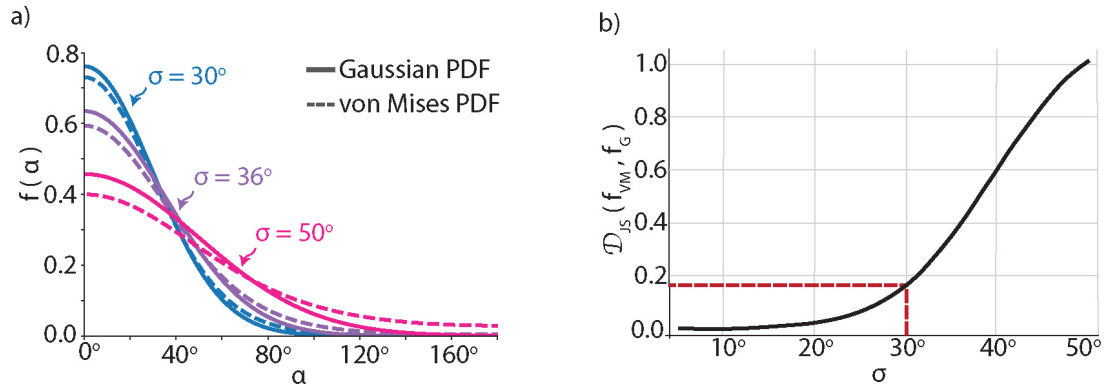 a)
0.8
0.6
0.4
0.2
0.0
f ( α )
0° 40° 80° 120° 160°
α
σ = 30°
σ = 36°
σ = 50°
Gaussian PDF
von Mises PDF
b)
1.0
0.8
0.6
0.4
0.2
0.0
𝒟JS ( fVM , fG )
10° 20° 30° 40° 50°
σ